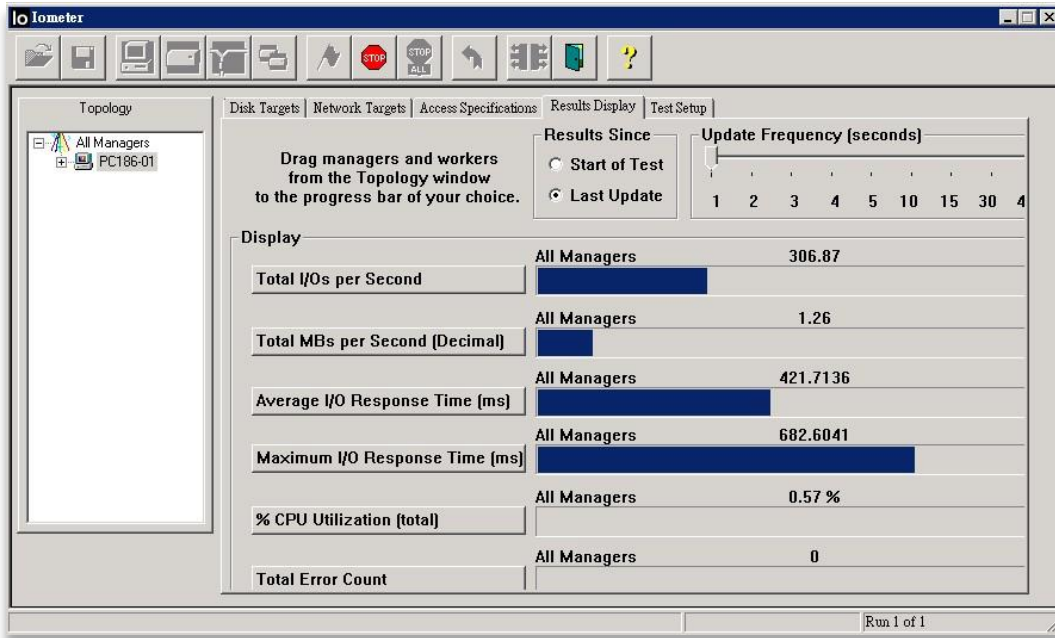 Io Iometer
STOP
STOP ALL
?
Topology
All Managers
PC186-01
Disk Targets
Network Targets
Access Specifications
Results Display
Test Setup
Drag managers and workers
from the Topology window
to the progress bar of your choice.
Results Since
Start of Test
Last Update
Update Frequency (seconds)
1 2 3 4 5 10 15 30 4
Display
All Managers 306.87
Total I/Os per Second
All Managers 1.26
Total MBs per Second (Decimal)
All Managers 421.7136
Average I/O Response Time (ms)
All Managers 682.6041
Maximum I/O Response Time (ms)
All Managers 0.57 %
% CPU Utilization (total)
All Managers 0
Total Error Count
Run 1 of 1